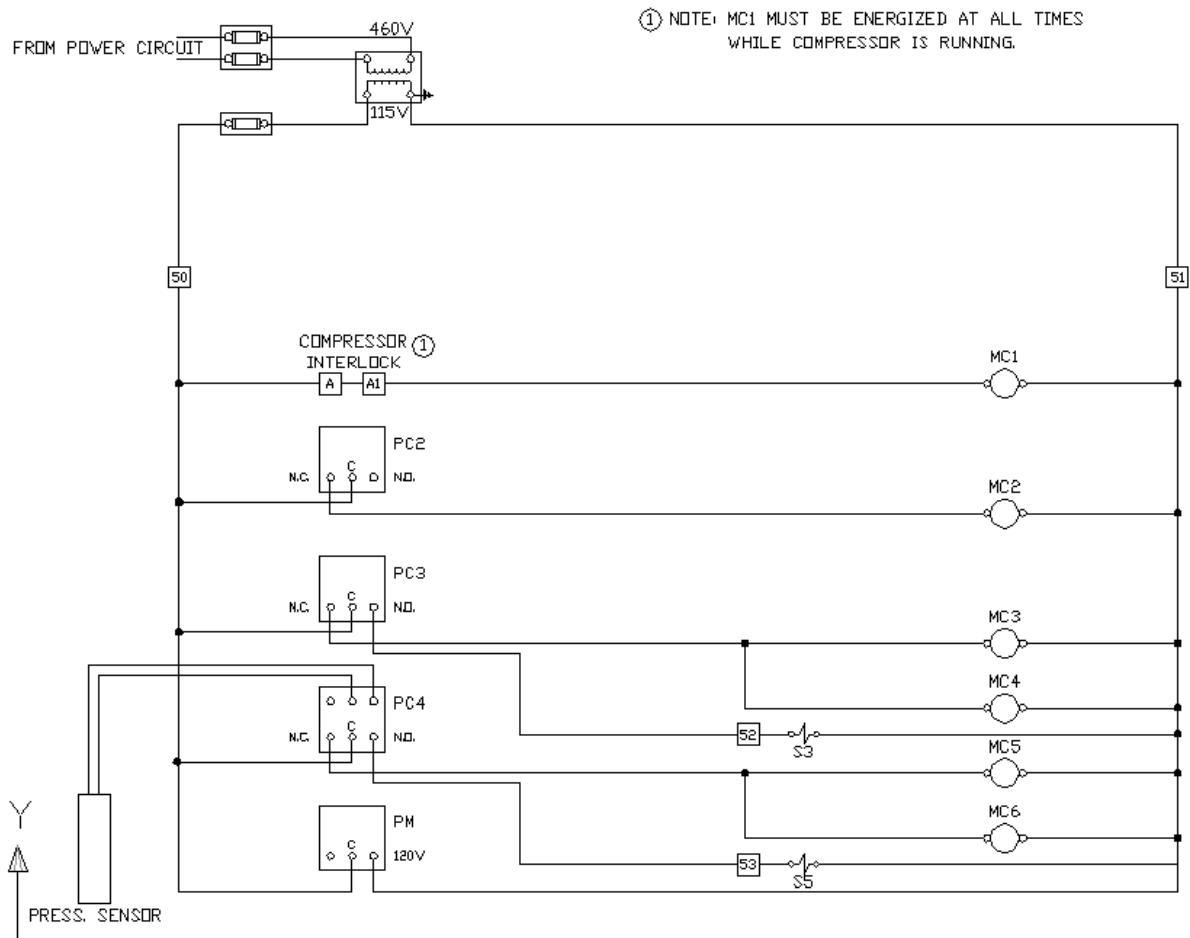 ① NOTE: MC1 MUST BE ENERGIZED AT ALL TIMES
WHILE COMPRESSOR IS RUNNING.
460V
FROM POWER CIRCUIT
115V
50
51
COMPRESSOR ①
INTERLOCK
A A1
MC1
PC2
C
N.C. N.O.
MC2
PC3
C
N.C. N.O.
MC3
MC4
PC4
C
N.C. N.O.
52
S3
MC5
MC6
PM
C
120V
53
S5
Y
PRESS. SENSOR